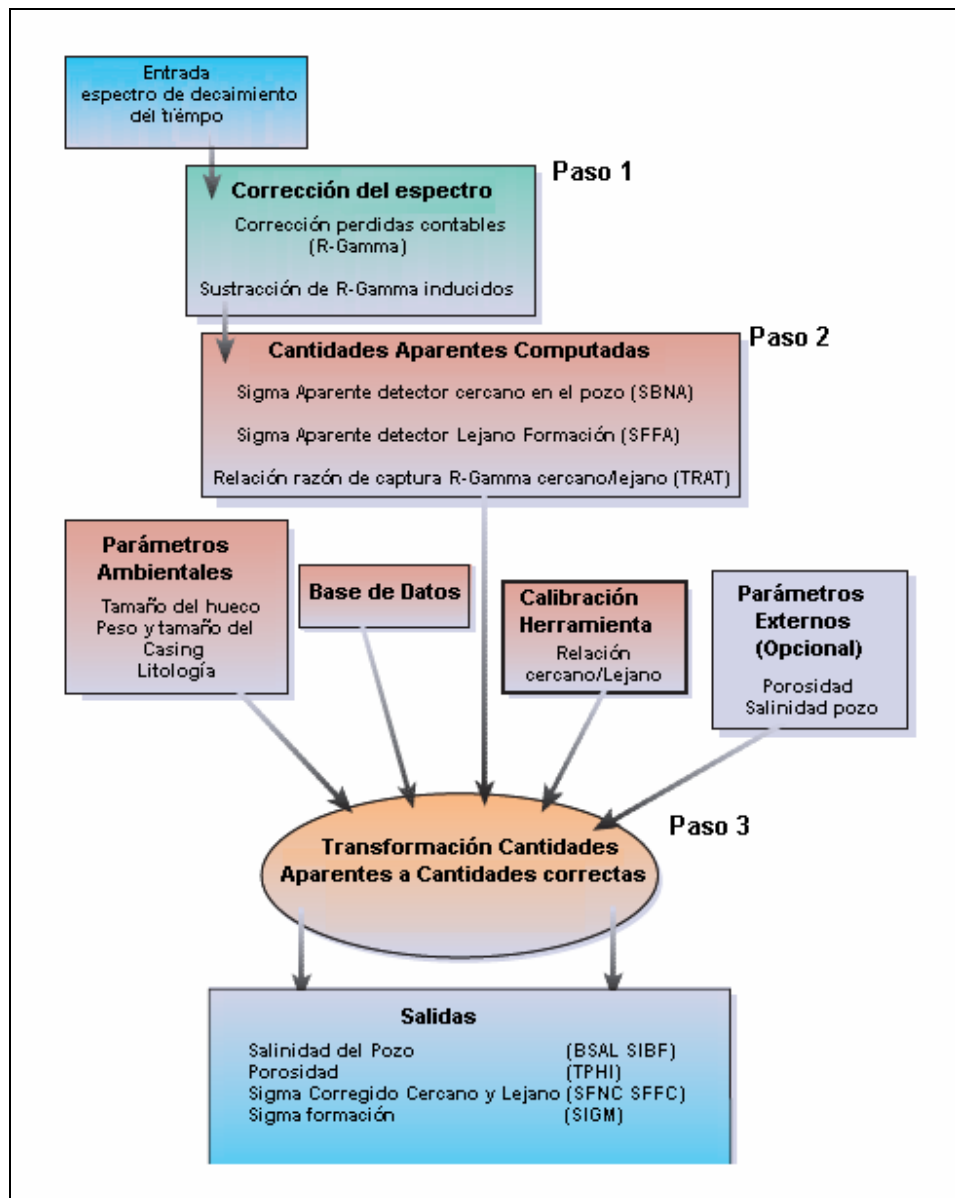 Entrada
espectro de decaimiento
del tiempo
Paso 1
Corrección del espectro
Corrección perdidas contables
(R-Gamma)
Sustracción de R-Gamma inducidos
Paso 2
Cantidades Aparentes Computadas
Sigma Aparente detector cercano en el pozo (SBNA)
Sigma Aparente detector Lejano Formación (SFFA)
Relación razón de captura R-Gamma cercano/lejano (TRAT)
Parámetros
Ambientales
Tamaño del hueco
Peso y tamaño del
Casing
Litología
Base de Datos
Calibración
Herramienta
Relación
cercano/Lejano
Parámetros
Externos
(Opcional)
Porosidad
Salinidad pozo
Paso 3
Transformación Cantidades
Aparentes a Cantidades correctas
Salidas
Salinidad del Pozo (BSAL SIBF)
Porosidad (TPHI)
Sigma Corregido Cercano y Lejano (SFNC SFFC)
Sigma formación (SIGM)